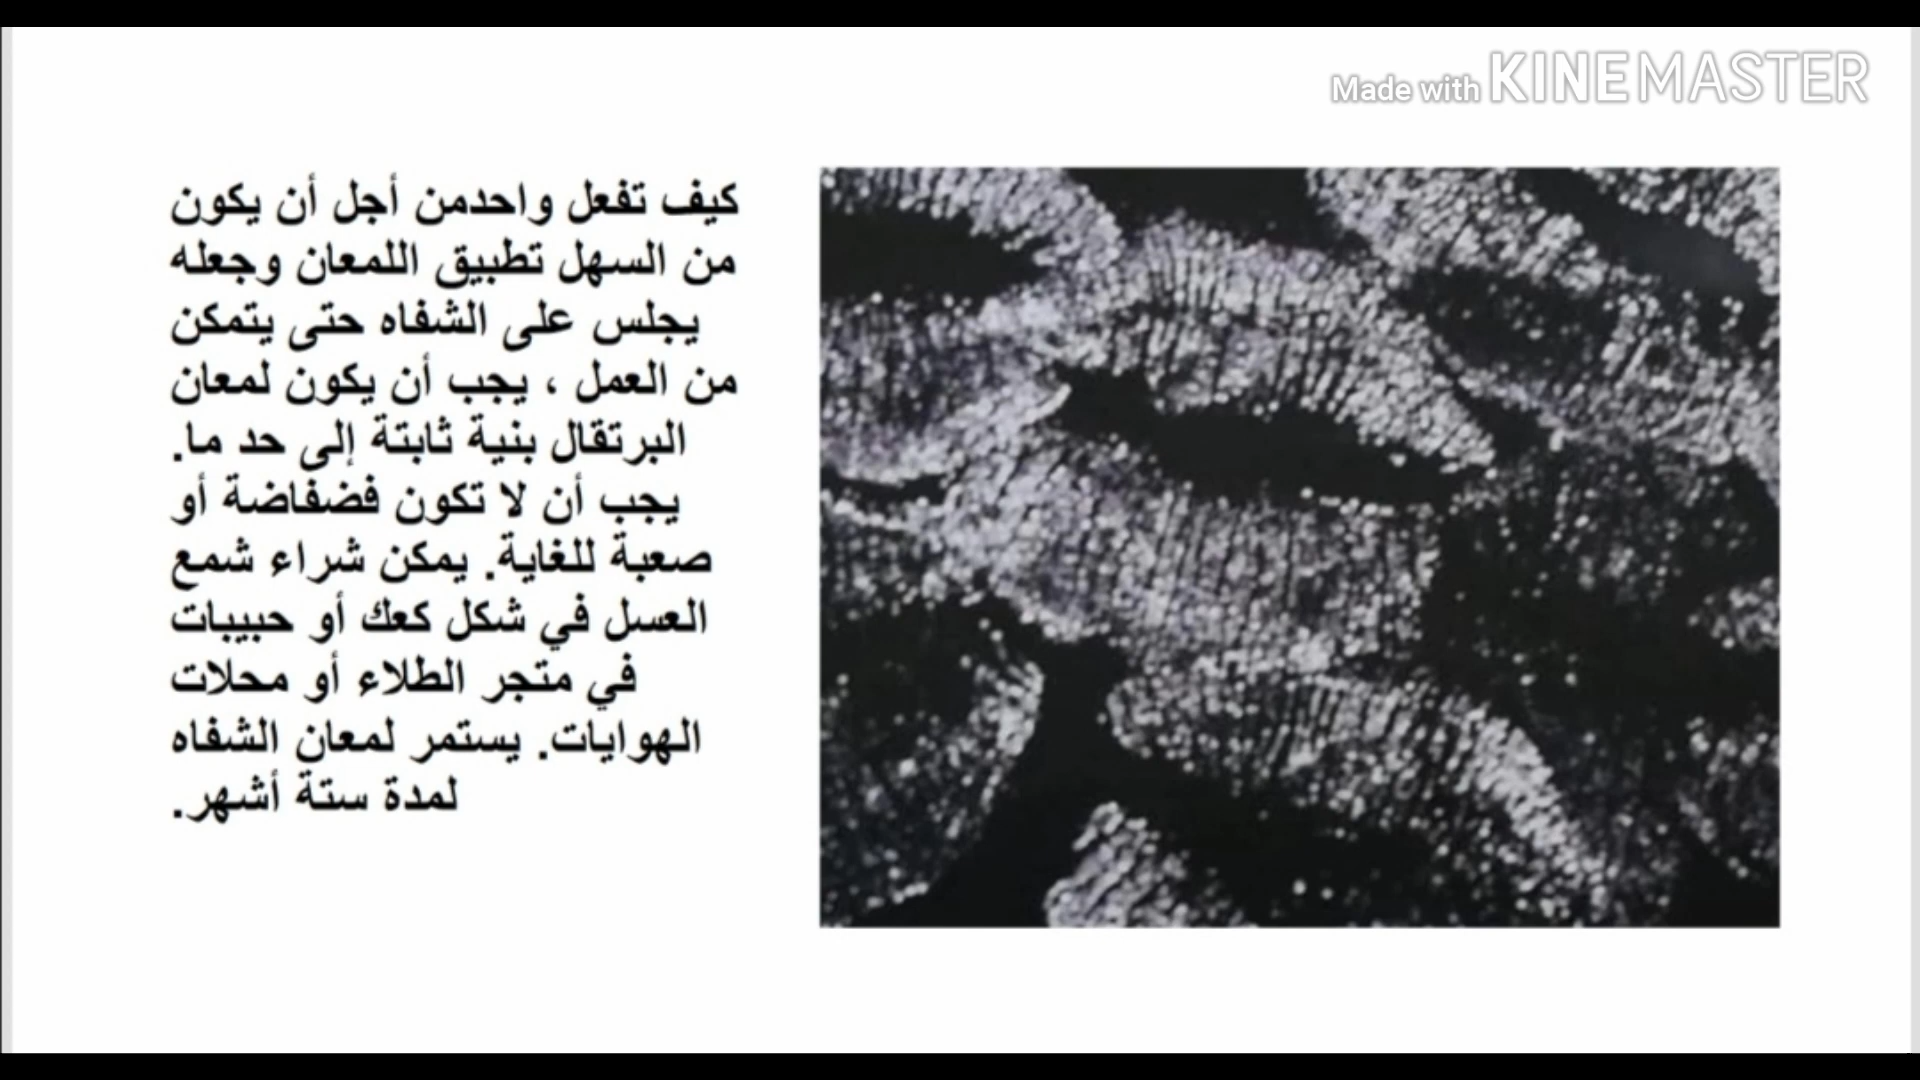 Made with KINEMASTER
كيف تفعل واحدمن أجل أن يكون
من السهل تطبيق اللمعان وجعله
يجلس على الشفاه حتى يتمكن
من العمل ، يجب أن يكون لمعان
البرتقال بنية ثابتة إلى حد ما.
يجب أن لا تكون فضفاضة أو
صعبة للغاية. يمكن شراء شمع
العسل في شكل كعك أو حبيبات
في متجر الطلاء أو محلات
الهوايات. يستمر لمعان الشفاه
لمدة ستة أشهر.